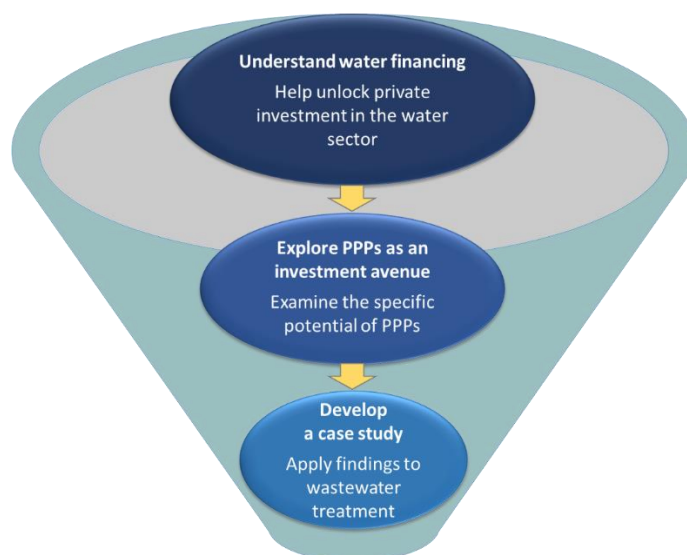 Understand water financing
Help unlock private
investment in the water
sector
Explore PPPs as an
investment avenue
Examine the specific
potential of PPPs
Develop
a case study
Apply findings to
wastewater
treatment